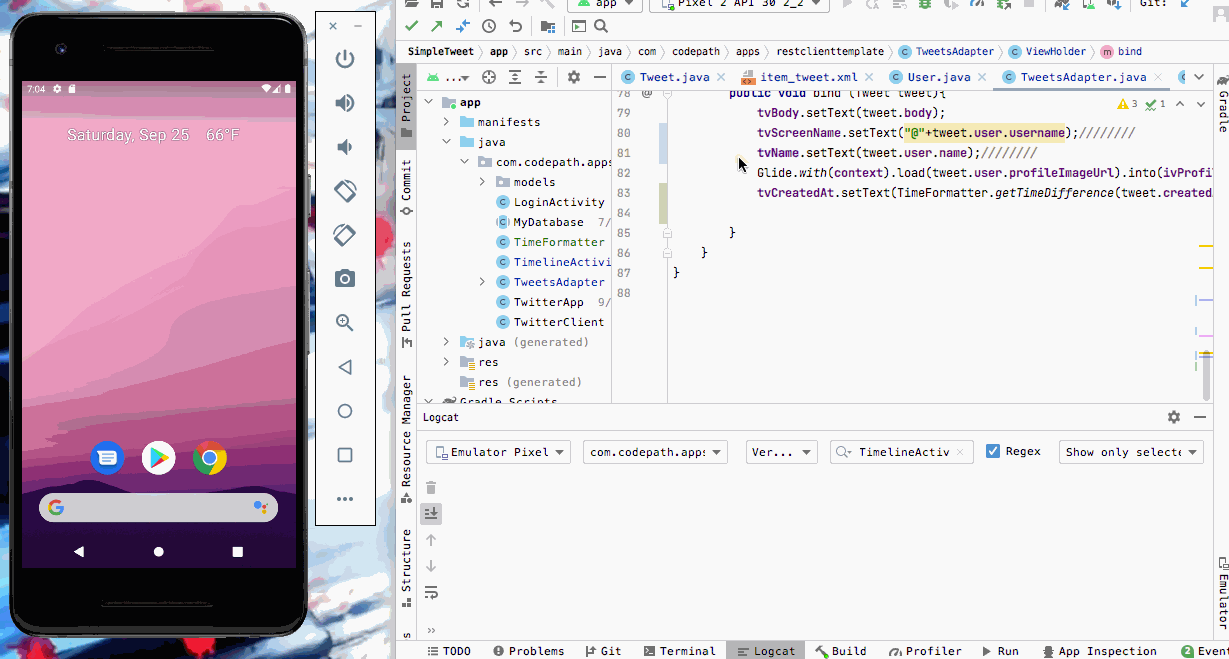 app
Pixel 2 API 30 2_2
Git:
SimpleTweet
app
src
main
java
com
codepath
apps
restclienttemplate
TweetsAdapter
ViewHolder
bind
Tweet.java
item_tweet.xml
User.java
TweetsAdapter.java
7:04
Saturday, Sep 25 66°F
Project
Commit
Pull Requests
Resource Manager
Structure
app
manifests
java
com.codepath.apps
models
LoginActivity
MyDatabase 7/
TimeFormatter
TimelineActivi
TweetsAdapter
TwitterApp 9/
TwitterClient
java (generated)
res
res (generated)
Gradle Scripts
78 @ public void bind (Tweet tweet){
79 tvBody.setText(tweet.body);
80 tvScreenName.setText("@"+tweet.user.username);////////
81 tvName.setText(tweet.user.name);////////
82 Glide.with(context).load(tweet.user.profileImageUrl).into(ivProfi
83 tvCreatedAt.setText(TimeFormatter.getTimeDifference(tweet.created
84
85 }
86 }
87 }
88
3 1
Gradle
Emulator
Logcat
Emulator Pixel
com.codepath.apps
Ver...
TimelineActiv
Regex
Show only selecte
TODO
Problems
Git
Terminal
Logcat
Build
Profiler
Run
App Inspection
2 Event